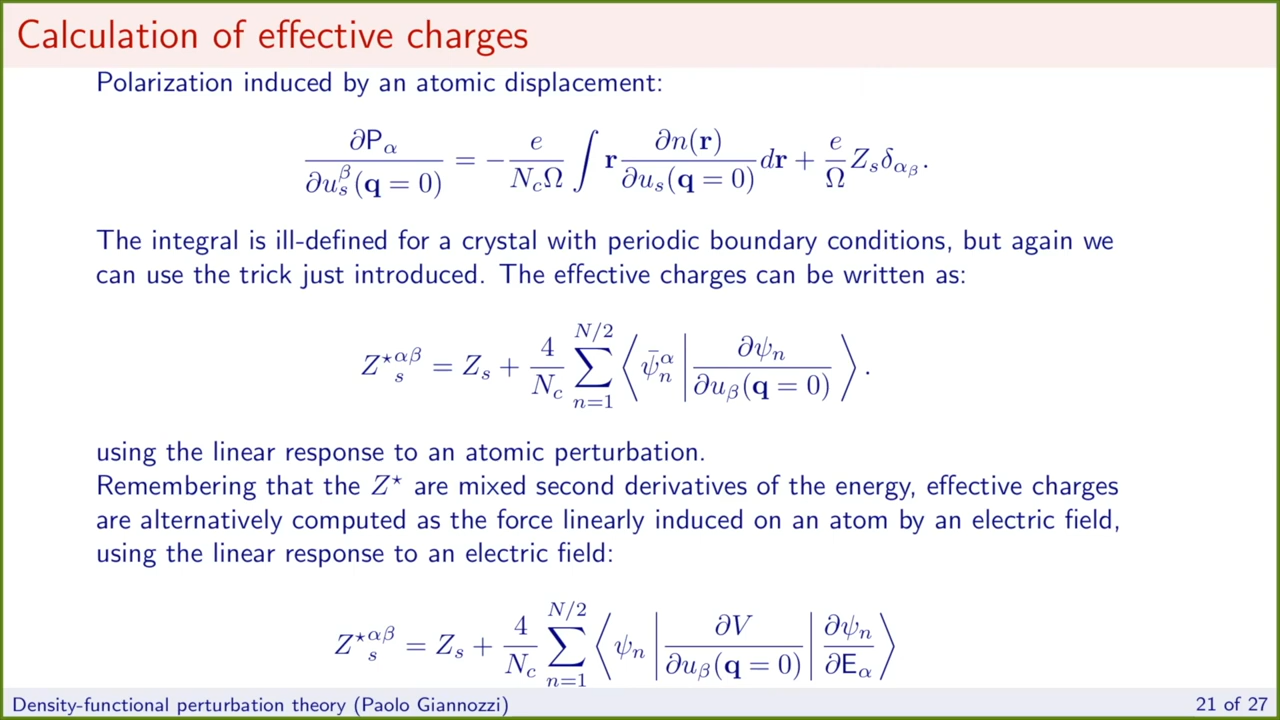 Calculation of effective charges
Polarization induced by an atomic displacement:
∂P_α / ∂u_s^β(q = 0) = − e / N_cΩ ∫ r ∂n(r) / ∂u_s(q = 0) dr + e / Ω Z_s δ_{αβ}.
The integral is ill-defined for a crystal with periodic boundary conditions, but again we
can use the trick just introduced. The effective charges can be written as:
Z^⋆_s^{αβ} = Z_s + 4 / N_c ∑_{n=1}^{N/2} ⟨ ψ̄_n^α | ∂ψ_n / ∂u_β(q = 0) ⟩.
using the linear response to an atomic perturbation.
Remembering that the Z^⋆ are mixed second derivatives of the energy, effective charges
are alternatively computed as the force linearly induced on an atom by an electric field,
using the linear response to an electric field:
Z^⋆_s^{αβ} = Z_s + 4 / N_c ∑_{n=1}^{N/2} ⟨ ψ_n | ∂V / ∂u_β(q = 0) | ∂ψ_n / ∂E_α ⟩
Density-functional perturbation theory (Paolo Giannozzi)
21 of 27